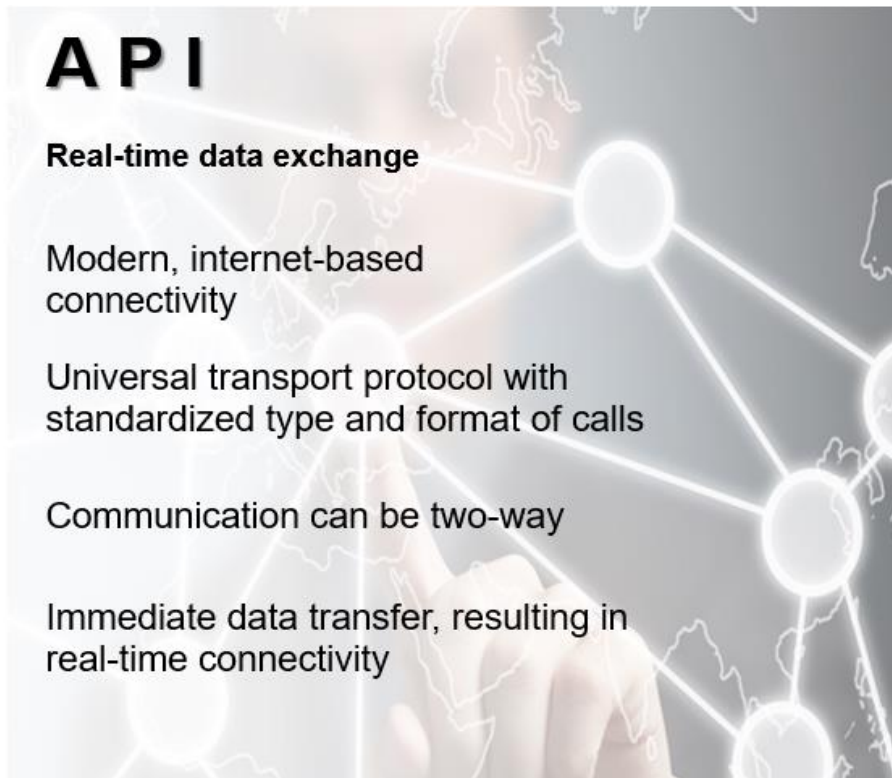 A P I
Real-time data exchange
Modern, internet-based
connectivity
Universal transport protocol with
standardized type and format of calls
Communication can be two-way
Immediate data transfer, resulting in
real-time connectivity